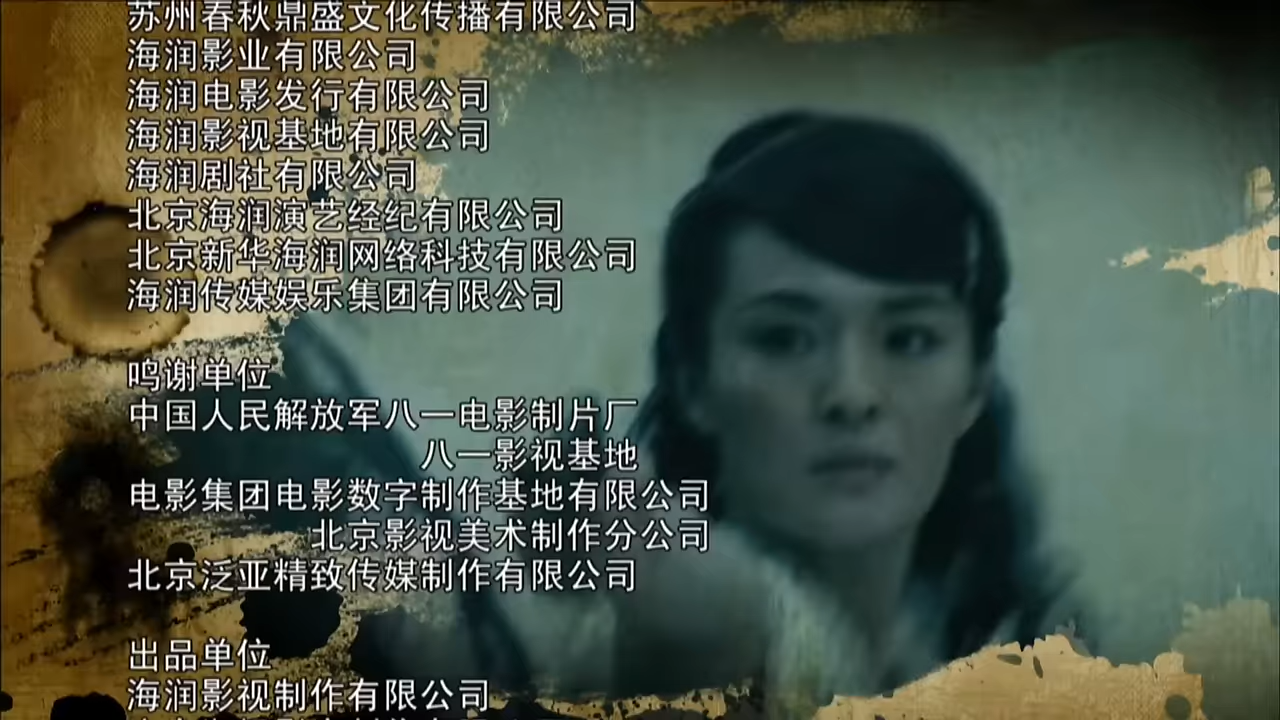 苏州春秋鼎盛文化传播有限公司
海润影业有限公司
海润电影发行有限公司
海润影视基地有限公司
海润剧社有限公司
北京海润演艺经纪有限公司
北京新华海润网络科技有限公司
海润传媒娱乐集团有限公司
鸣谢单位
中国人民解放军八一电影制片厂
八一影视基地
电影集团电影数字制作基地有限公司
北京影视美术制作分公司
北京泛亚精致传媒制作有限公司
出品单位
海润影视制作有限公司